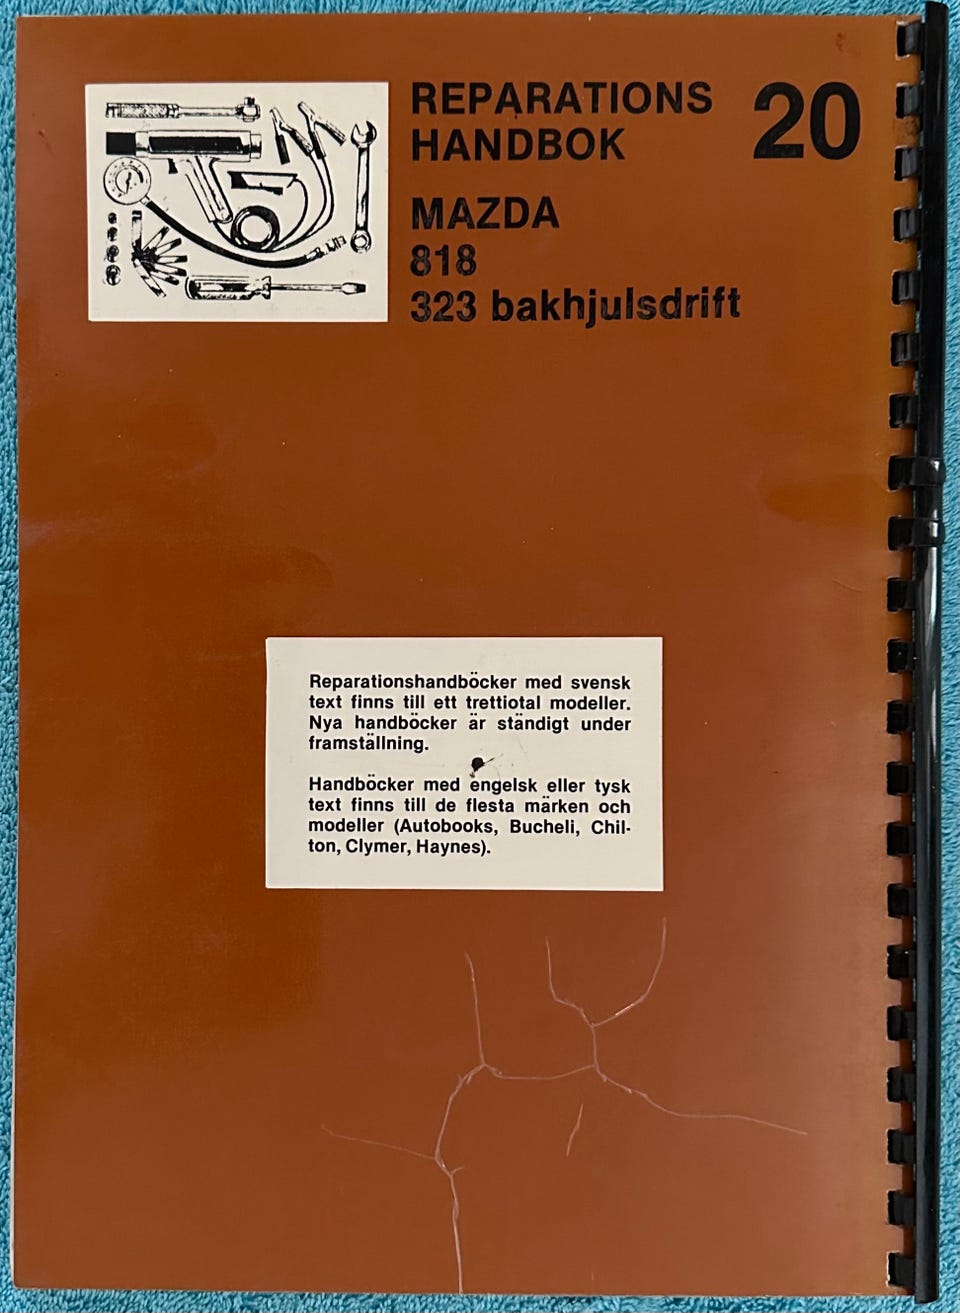 REPARATIONS
HANDBOK
20
MAZDA
818
323 bakhjulsdrift
Reparationshandböcker med svensk
text finns till ett trettiotal modeller.
Nya handböcker är ständigt under
framställning.
Handböcker med engelsk eller tysk
text finns till de flesta märken och
modeller (Autobooks, Bucheli, Chil-
ton, Clymer, Haynes).